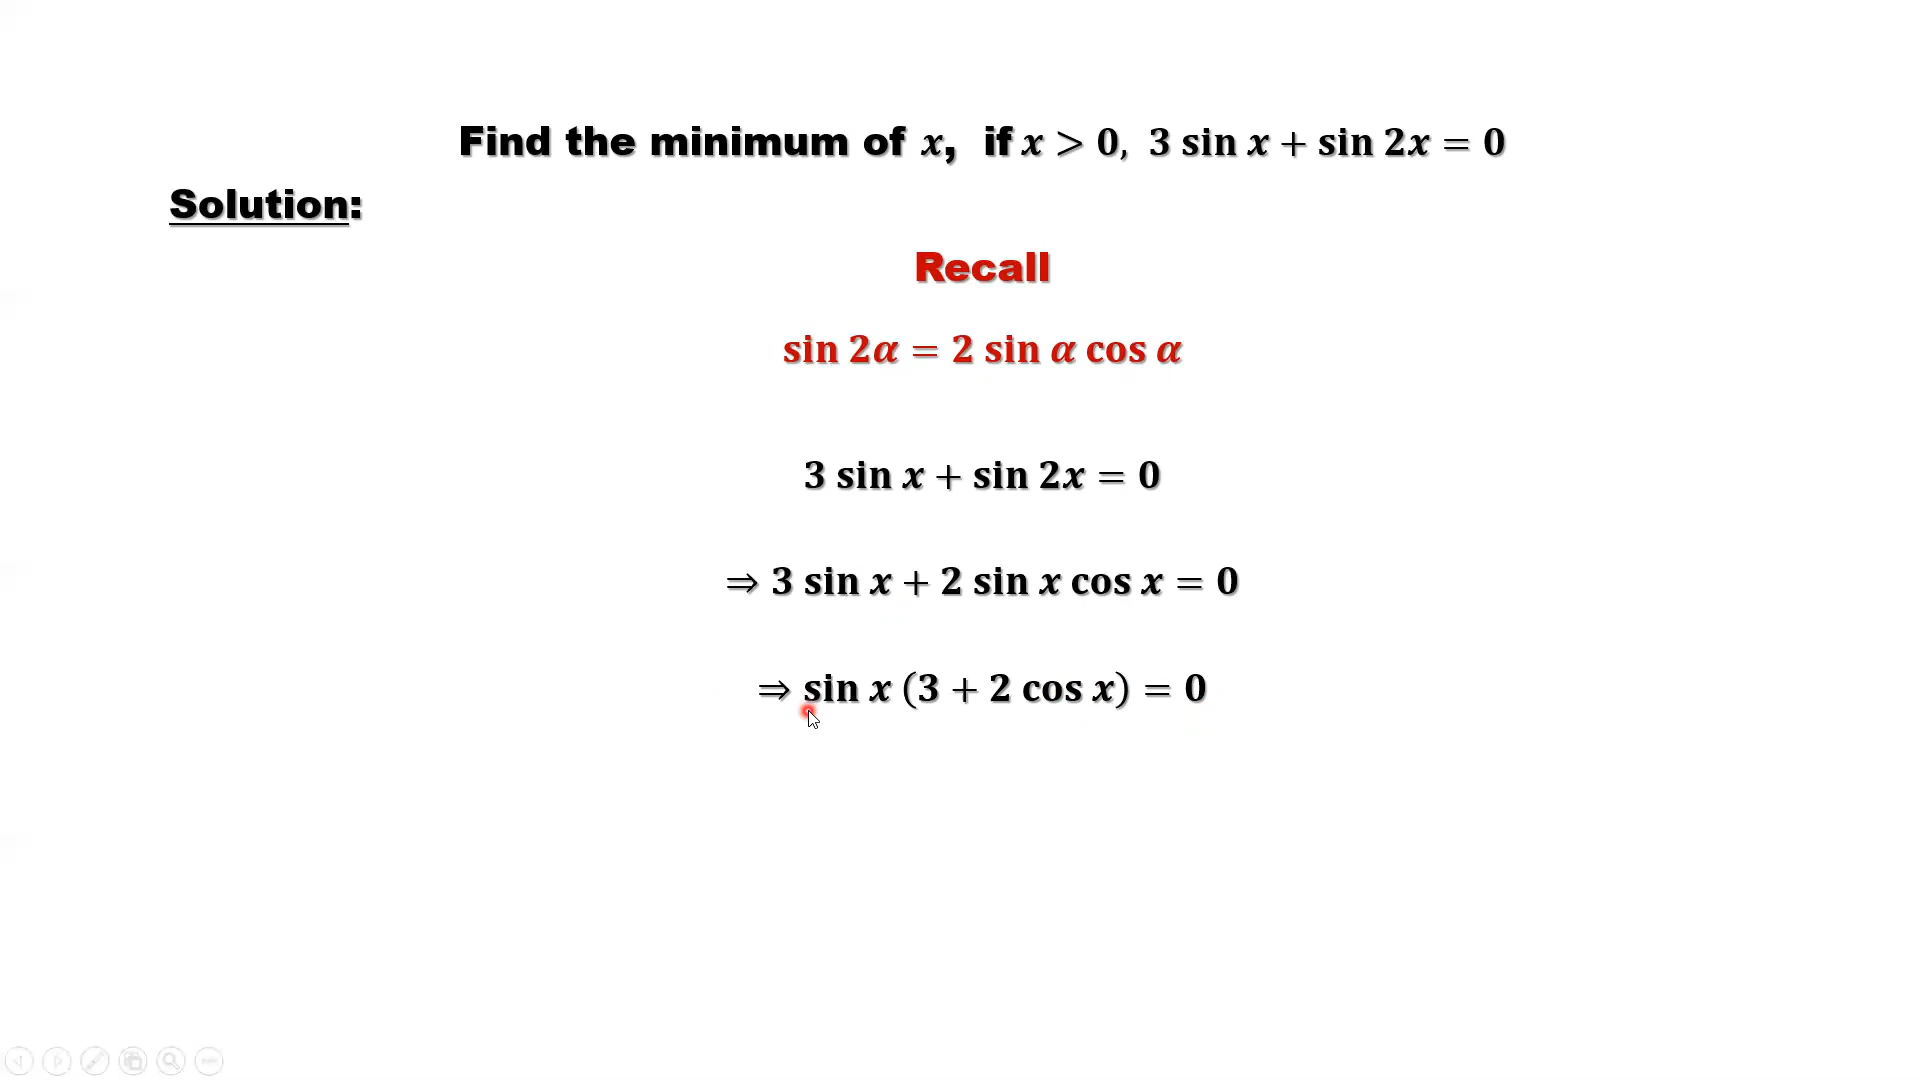 Find the minimum of x, if x > 0, 3 sin x + sin 2x = 0
Solution:
Recall
sin 2α = 2 sin α cos α
3 sin x + sin 2x = 0
⇒ 3 sin x + 2 sin x cos x = 0
⇒ sin x (3 + 2 cos x) = 0